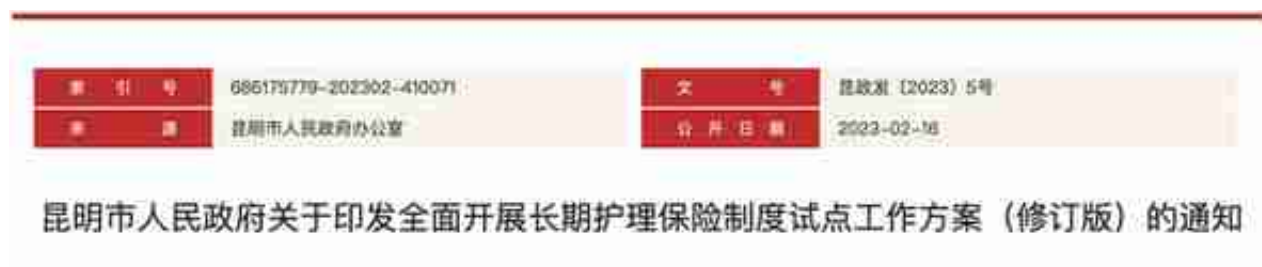 索引号 686175779-202302-410071 文号 昆政发〔2023〕5号
来源 昆明市人民政府办公室 公开日期 2023-02-16
昆明市人民政府关于印发全面开展长期护理保险制度试点工作方案（修订版）的通知